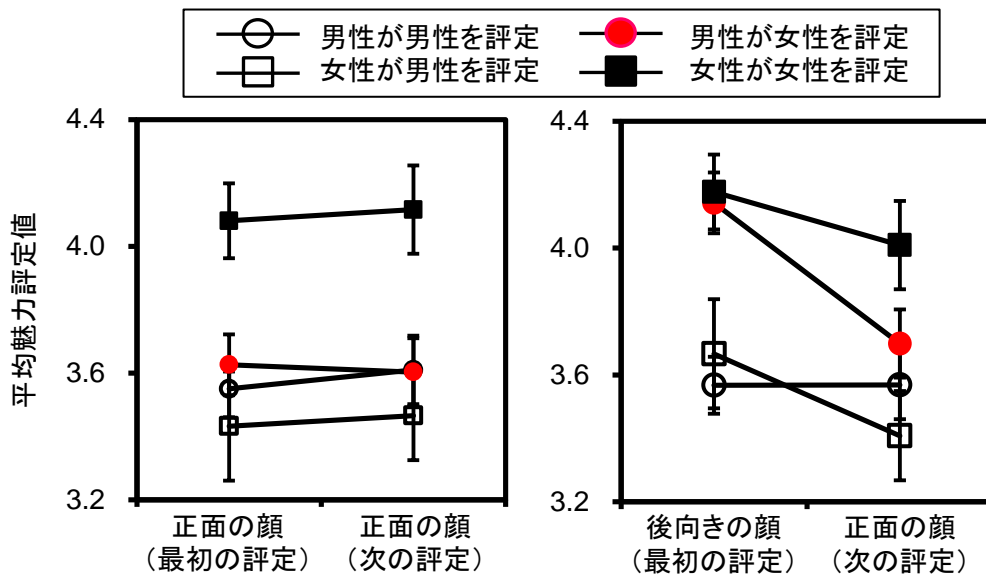 男性が男性を評定
男性が女性を評定
女性が男性を評定
女性が女性を評定
平均魅力評定値
4.4
4.0
3.6
3.2
正面の顔
（最初の評定）
正面の顔
（次の評定）
4.4
4.0
3.6
3.2
後向きの顔
（最初の評定）
正面の顔
（次の評定）